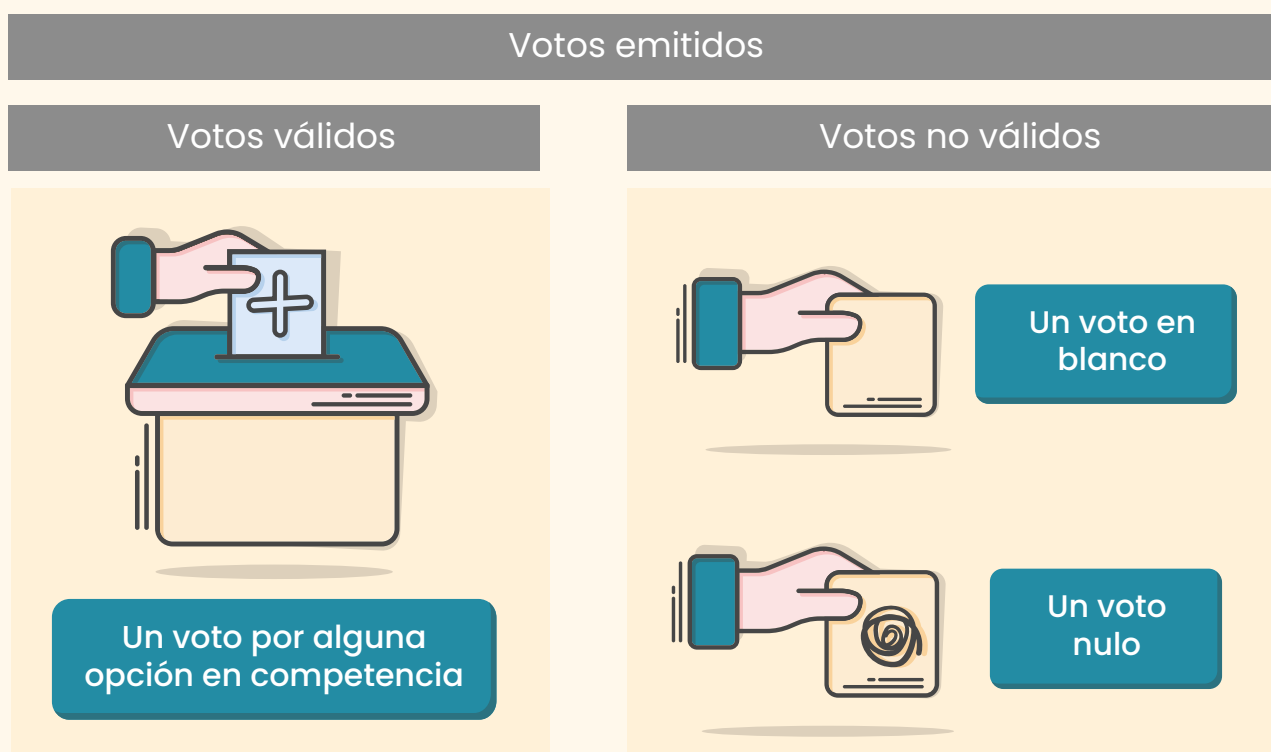 Votos emitidos
Votos válidos
Votos no válidos
Un voto por alguna
opción en competencia
Un voto en
blanco
Un voto
nulo